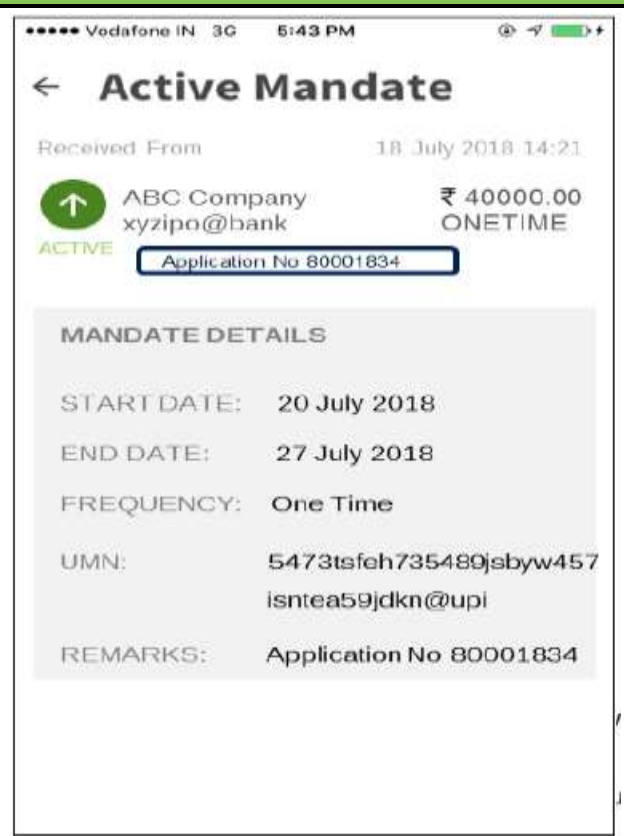 Vodafone IN 3G 5:43 PM
← Active Mandate
Received From 18 July 2018 14:21
ABC Company ₹ 40000.00
xyzipo@bank ONETIME
ACTIVE
Application No 80001834
MANDATE DETAILS
START DATE: 20 July 2018
END DATE: 27 July 2018
FREQUENCY: One Time
UMN: 5473tsfeh735489jsbyw457
isntea59jdkn@upi
REMARKS: Application No 80001834